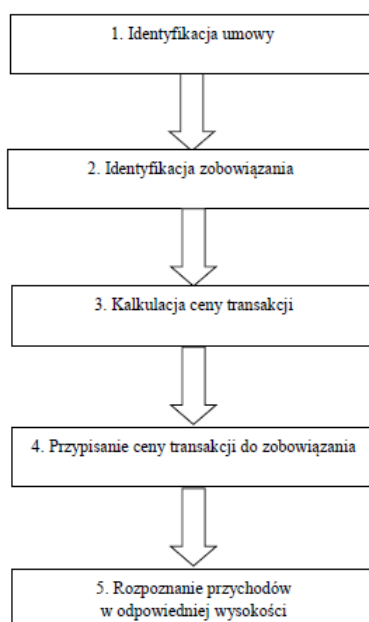 1. Identyfikacja umowy
2. Identyfikacja zobowiązania
3. Kalkulacja ceny transakcji
4. Przypisanie ceny transakcji do zobowiązania
5. Rozpoznanie przychodów
w odpowiedniej wysokości